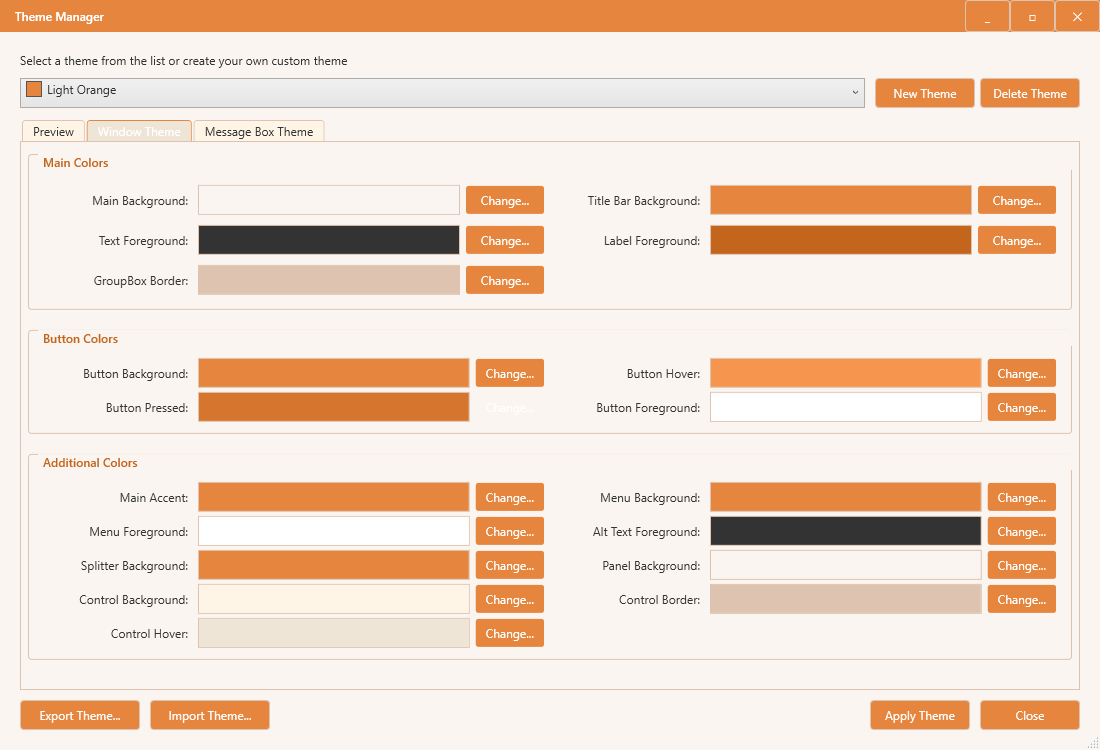 Theme Manager
Select a theme from the list or create your own custom theme
Light Orange
New Theme
Delete Theme
Preview
Window Theme
Message Box Theme
Main Colors
Main Background:
Change...
Title Bar Background:
Change...
Text Foreground:
Change...
Label Foreground:
Change...
GroupBox Border:
Change...
Button Colors
Button Background:
Change...
Button Hover:
Change...
Button Pressed:
Change...
Button Foreground:
Change...
Additional Colors
Main Accent:
Change...
Menu Background:
Change...
Menu Foreground:
Change...
Alt Text Foreground:
Change...
Splitter Background:
Change...
Panel Background:
Change...
Control Background:
Change...
Control Border:
Change...
Control Hover:
Change...
Export Theme...
Import Theme...
Apply Theme
Close